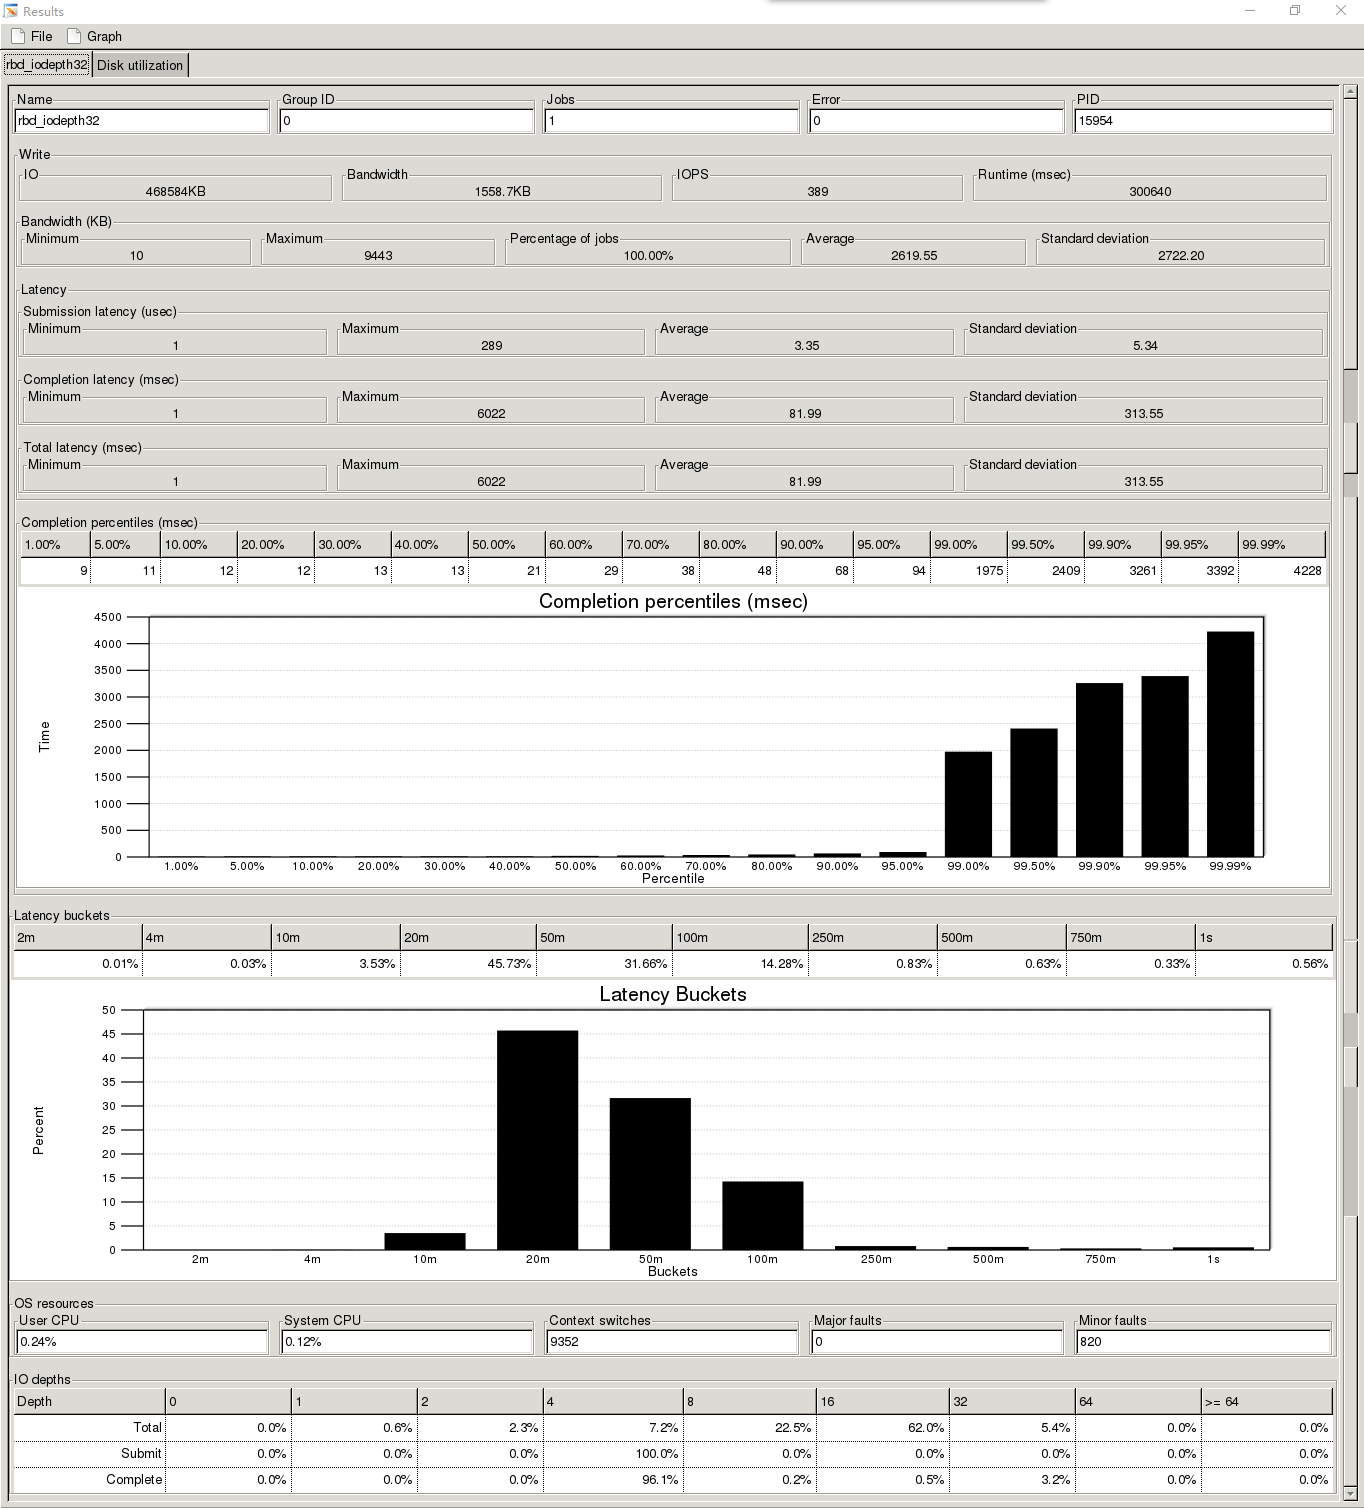 Results
File Graph
rbd_iodepth32 Disk utilization
Name Group ID Jobs Error PID
rbd_iodepth32 0 1 0 15954
Write
IO Bandwidth IOPS Runtime (msec)
468584KB 1558.7KB 389 300640
Bandwidth (KB)
Minimum Maximum Percentage of jobs Average Standard deviation
10 9443 100.00% 2619.55 2722.20
Latency
Submission latency (usec)
Minimum Maximum Average Standard deviation
1 289 3.35 5.34
Completion latency (msec)
Minimum Maximum Average Standard deviation
1 6022 81.99 313.55
Total latency (msec)
Minimum Maximum Average Standard deviation
1 6022 81.99 313.55
Completion percentiles (msec)
1.00% 5.00% 10.00% 20.00% 30.00% 40.00% 50.00% 60.00% 70.00% 80.00% 90.00% 95.00% 99.00% 99.50% 99.90% 99.95% 99.99%
9 11 12 12 13 13 21 29 38 48 68 94 1975 2409 3261 3392 4228
Completion percentiles (msec)
4500
4000
3500
3000
2500
2000
1500
1000
500
0
Time
1.00% 5.00% 10.00% 20.00% 30.00% 40.00% 50.00% 60.00% 70.00% 80.00% 90.00% 95.00% 99.00% 99.50% 99.90% 99.95% 99.99%
Percentile
Latency buckets
2m 4m 10m 20m 50m 100m 250m 500m 750m 1s
0.01% 0.03% 3.53% 45.73% 31.66% 14.28% 0.83% 0.63% 0.33% 0.56%
Latency Buckets
50
45
40
35
30
25
20
15
10
5
0
Percent
2m 4m 10m 20m 50m 100m 250m 500m 750m 1s
Buckets
OS resources
User CPU System CPU Context switches Major faults Minor faults
0.24% 0.12% 9352 0 820
IO depths
Depth 0 1 2 4 8 16 32 64 >= 64
Total 0.0% 0.6% 2.3% 7.2% 22.5% 62.0% 5.4% 0.0% 0.0%
Submit 0.0% 0.0% 0.0% 100.0% 0.0% 0.0% 0.0% 0.0% 0.0%
Complete 0.0% 0.0% 0.0% 96.1% 0.2% 0.5% 3.2% 0.0% 0.0%